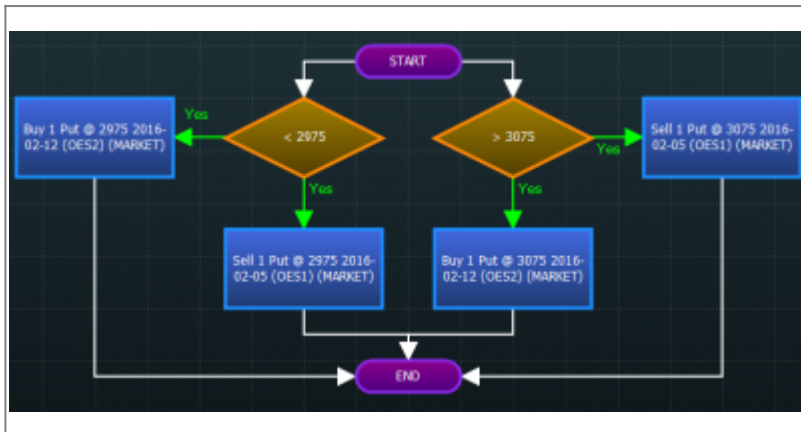 START
Buy 1 Put @ 2975 2016-
02-12 (OES2) (MARKET)
Yes
< 2975
> 3075
Yes
Sell 1 Put @ 3075 2016-
02-05 (OES1) (MARKET)
Yes
Yes
Sell 1 Put @ 2975 2016-
02-05 (OES1) (MARKET)
Buy 1 Put @ 3075 2016-
02-12 (OES2) (MARKET)
END